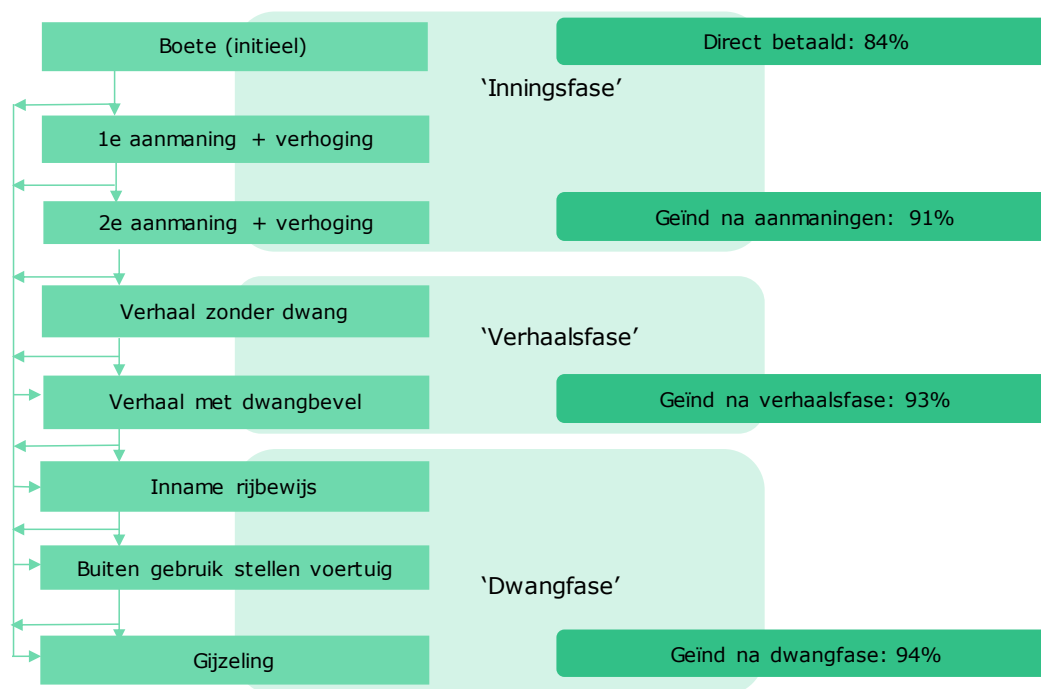 Boete (initieel)
Direct betaald: 84%
‘Inningsfase’
1e aanmaning + verhoging
2e aanmaning + verhoging
Geïnd na aanmaningen: 91%
Verhaal zonder dwang
‘Verhaalsfase’
Verhaal met dwangbevel
Geïnd na verhaalsfase: 93%
Inname rijbewijs
Buiten gebruik stellen voertuig
‘Dwangfase’
Gijzeling
Geïnd na dwangfase: 94%